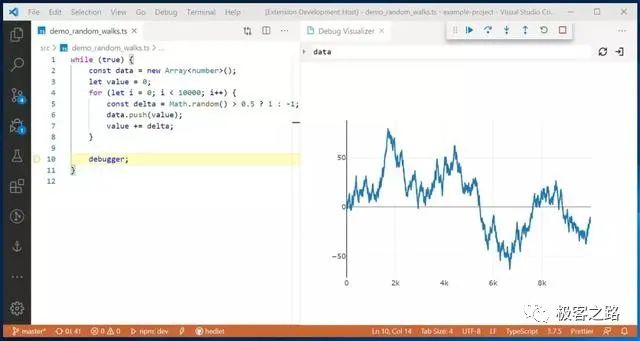 File Edit Selection View Go Debug Terminal Help
[Extension Development Host] - demo_random_walks.ts - example-project - Visual Studio Co...
demo_random_walks.ts
Debug Visualizer
src > demo_random_walks.ts > ...
data
1 while (true) {
2 const data = new Array<number>();
3 let value = 0;
4 for (let i = 0; i < 10000; i++) {
5 const delta = Math.random() > 0.5 ? 1 : -1;
6 data.push(value);
7 value += delta;
8 }
9
10 debugger;
11 }
12
50
0
−50
0 2k 4k 6k 8k
极客之路
master* 0↓ 4↑ 0 0 npm: dev hediet Ln 10, Col 14 Tab Size: 4 UTF-8 LF TypeScript 3.7.5 Prettier